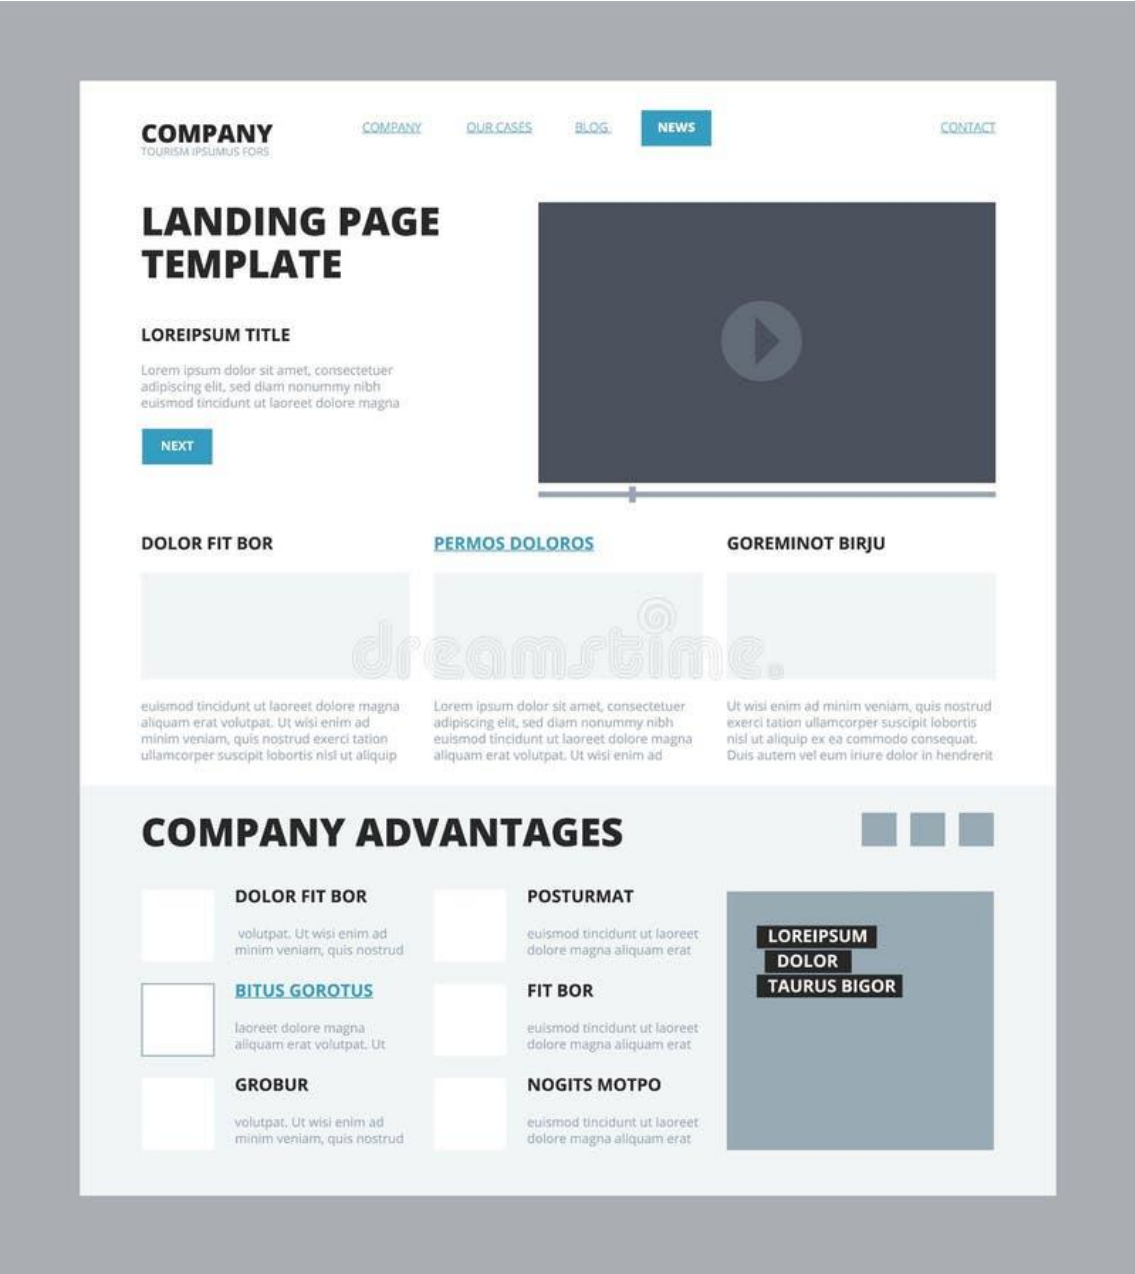 COMPANY
TOURISM IPSUMUS FORS
COMPANY
OUR CASES
BLOG
NEWS
CONTACT
LANDING PAGE
TEMPLATE
LOREIPSUM TITLE
Lorem ipsum dolor sit amet, consectetuer
adipiscing elit, sed diam nonummy nibh
euismod tincidunt ut laoreet dolore magna
NEXT
DOLOR FIT BOR
euismod tincidunt ut laoreet dolore magna
aliquam erat volutpat. Ut wisi enim ad
minim veniam, quis nostrud exerci tation
ullamcorper suscipit lobortis nisl ut aliquip
PERMOS DOLOROS
Lorem ipsum dolor sit amet, consectetuer
adipiscing elit, sed diam nonummy nibh
euismod tincidunt ut laoreet dolore magna
aliquam erat volutpat. Ut wisi enim ad
GOREMINOT BIRJU
Ut wisi enim ad minim veniam, quis nostrud
exerci tation ullamcorper suscipit lobortis
nisl ut aliquip ex ea commodo consequat.
Duis autem vel eum iriure dolor in hendrerit
dreamstime.
COMPANY ADVANTAGES
DOLOR FIT BOR
volutpat. Ut wisi enim ad
minim veniam, quis nostrud
BITUS GOROTUS
laoreet dolore magna
aliquam erat volutpat. Ut
GROBUR
volutpat. Ut wisi enim ad
minim veniam, quis nostrud
POSTURMAT
euismod tincidunt ut laoreet
dolore magna aliquam erat
FIT BOR
euismod tincidunt ut laoreet
dolore magna aliquam erat
NOGITS MOTPO
euismod tincidunt ut laoreet
dolore magna aliquam erat
LOREIPSUM
DOLOR
TAURUS BIGOR